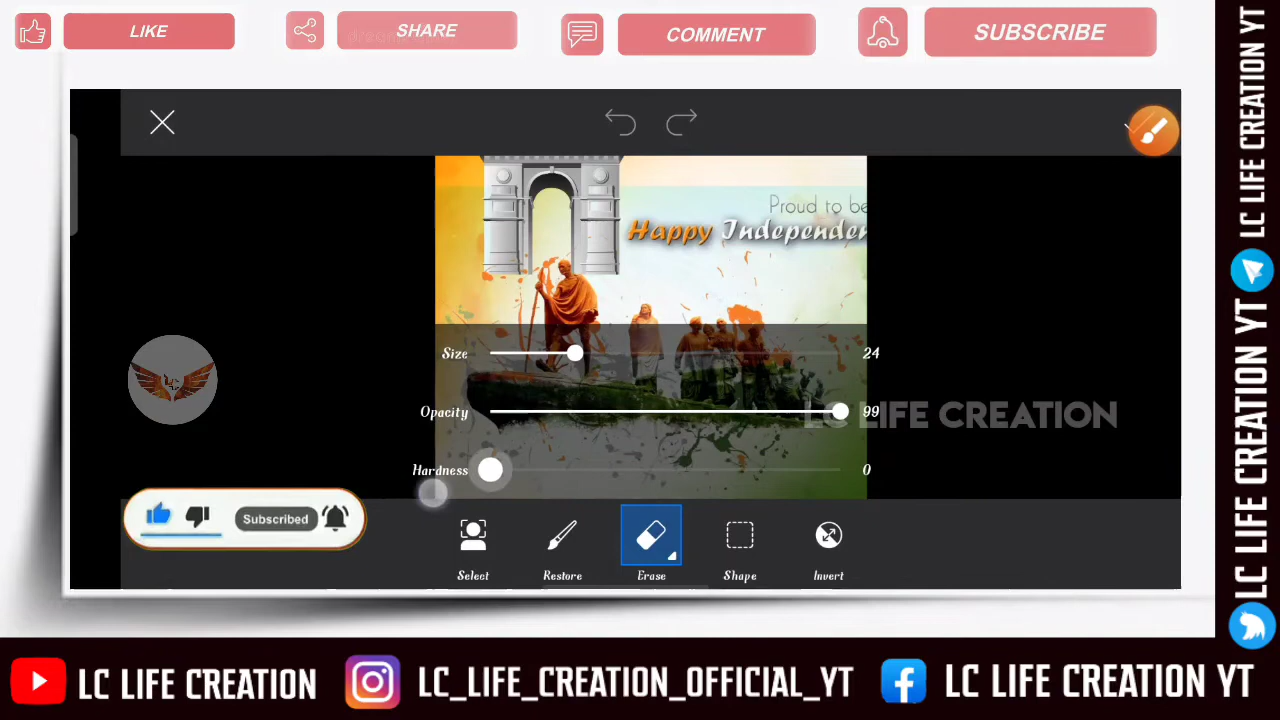 LIKE
SHARE
COMMENT
SUBSCRIBE
Proud to be
Happy Independen
Size
24
Opacity
99
LC LIFE CREATION
Hardness
0
Subscribed
Select
Restore
Erase
Shape
Invert
LC LIFE CREATION
LC_LIFE_CREATION_OFFICIAL_YT
LC LIFE CREATION YT
LC LIFE CREATION YT
LC LIFE CREATION YT